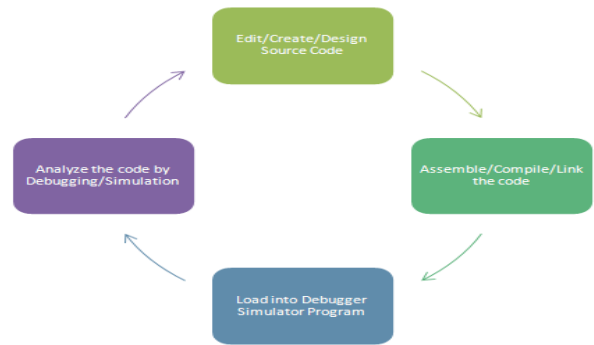 Edit/Create/Design
Source Code
Assemble/Compile/Link
the code
Load into Debugger
Simulator Program
Analyze the code by
Debugging/Simulation